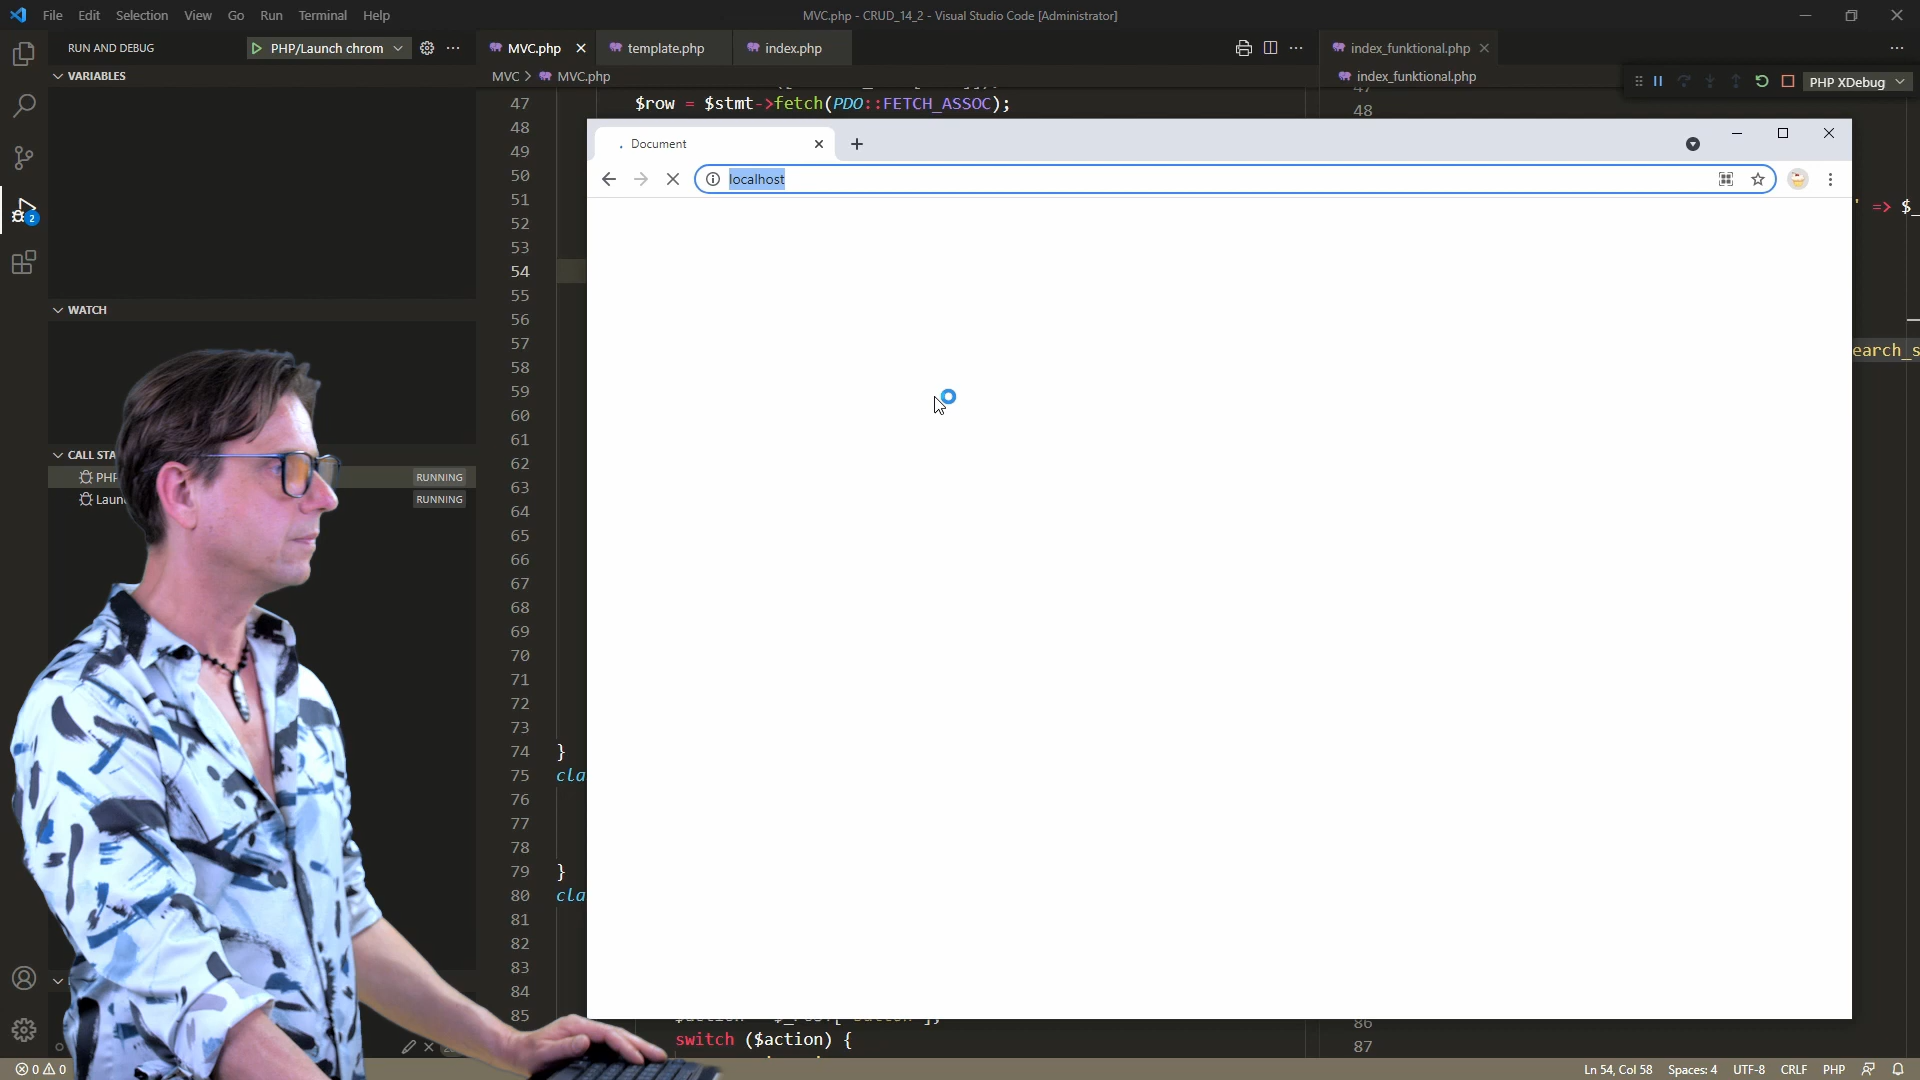 File Edit Selection View Go Run Terminal Help
MVC.php - CRUD_14_2 - Visual Studio Code [Administrator]
RUN AND DEBUG
PHP/Launch chrom
MVC.php
template.php
index.php
index_funktional.php
VARIABLES
MVC > MVC.php
index_funktional.php
PHP XDebug
47 $row = $stmt->fetch(PDO::FETCH_ASSOC);
48
48
Document
49
50
localhost
51
' => $_
52
53
2
54
55
WATCH
56
57
earch_s
58
59
60
61
CALL STA
62
PHP
RUNNING
63
Laun
RUNNING
64
65
66
67
68
69
70
71
72
73
74 }
75 cla
76
77
78
79 }
80 cla
81
82
83
84
85
86
switch ($action) {
87
0 0
Ln 54, Col 58 Spaces: 4 UTF-8 CRLF PHP